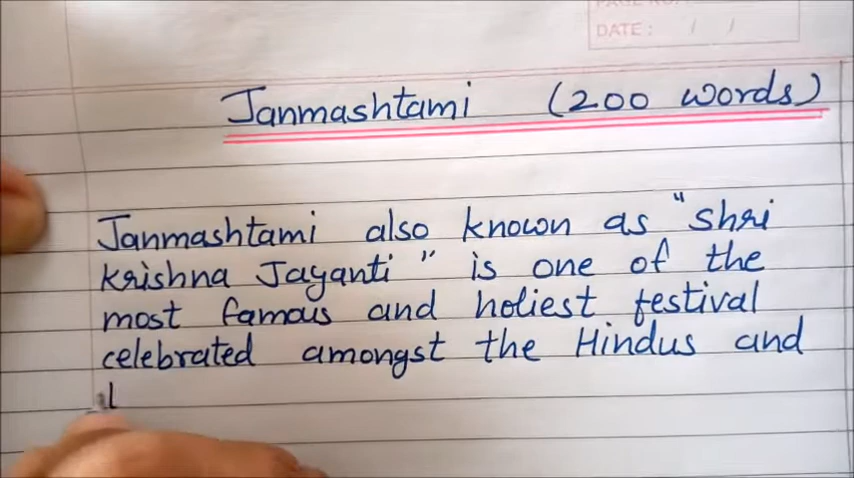 DATE : / /
Janmashtami (200 words)
Janmashtami also known as "Shri
Krishna Jayanti" is one of the
most famous and holiest festival
celebrated amongst the Hindus and